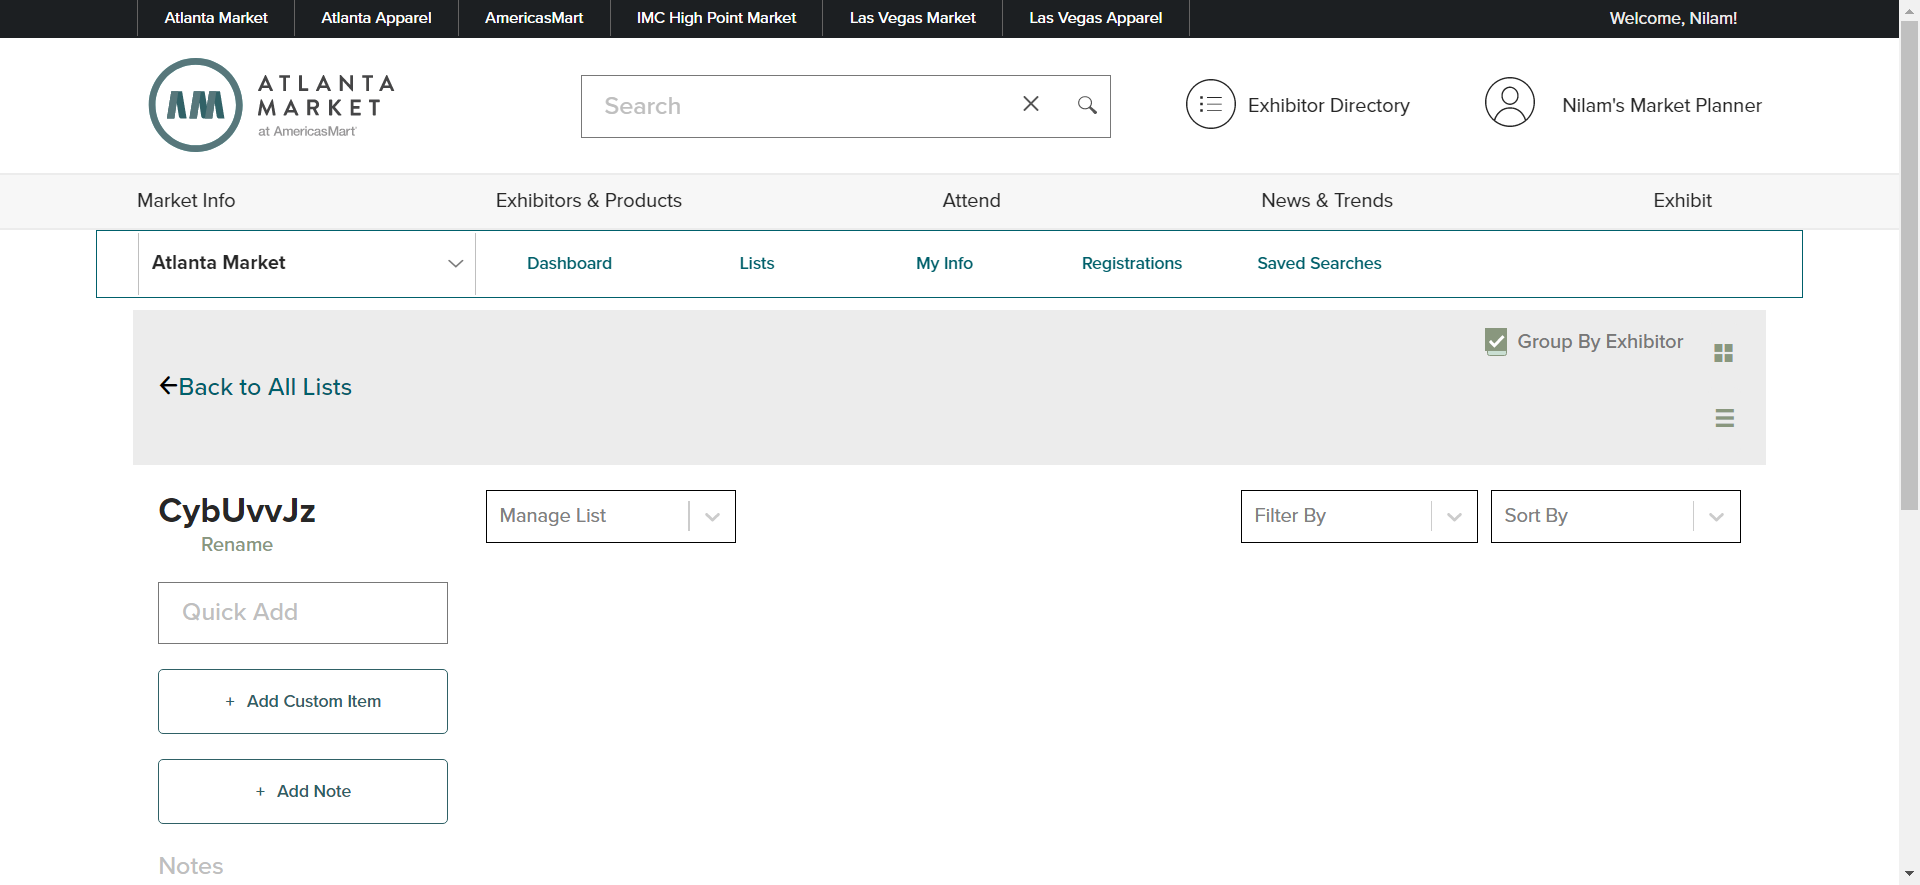 Atlanta Market Atlanta Apparel AmericasMart IMC High Point Market Las Vegas Market Las Vegas Apparel Welcome, Nilam!
AM ATLANTA
MARKET
at AmericasMart
Search Exhibitor Directory Nilam's Market Planner
Market Info Exhibitors & Products Attend News & Trends Exhibit
Atlanta Market Dashboard Lists My Info Registrations Saved Searches
Group By Exhibitor
Back to All Lists
CybUvvJz Manage List Filter By Sort By
Rename
Quick Add
+ Add Custom Item
+ Add Note
Notes